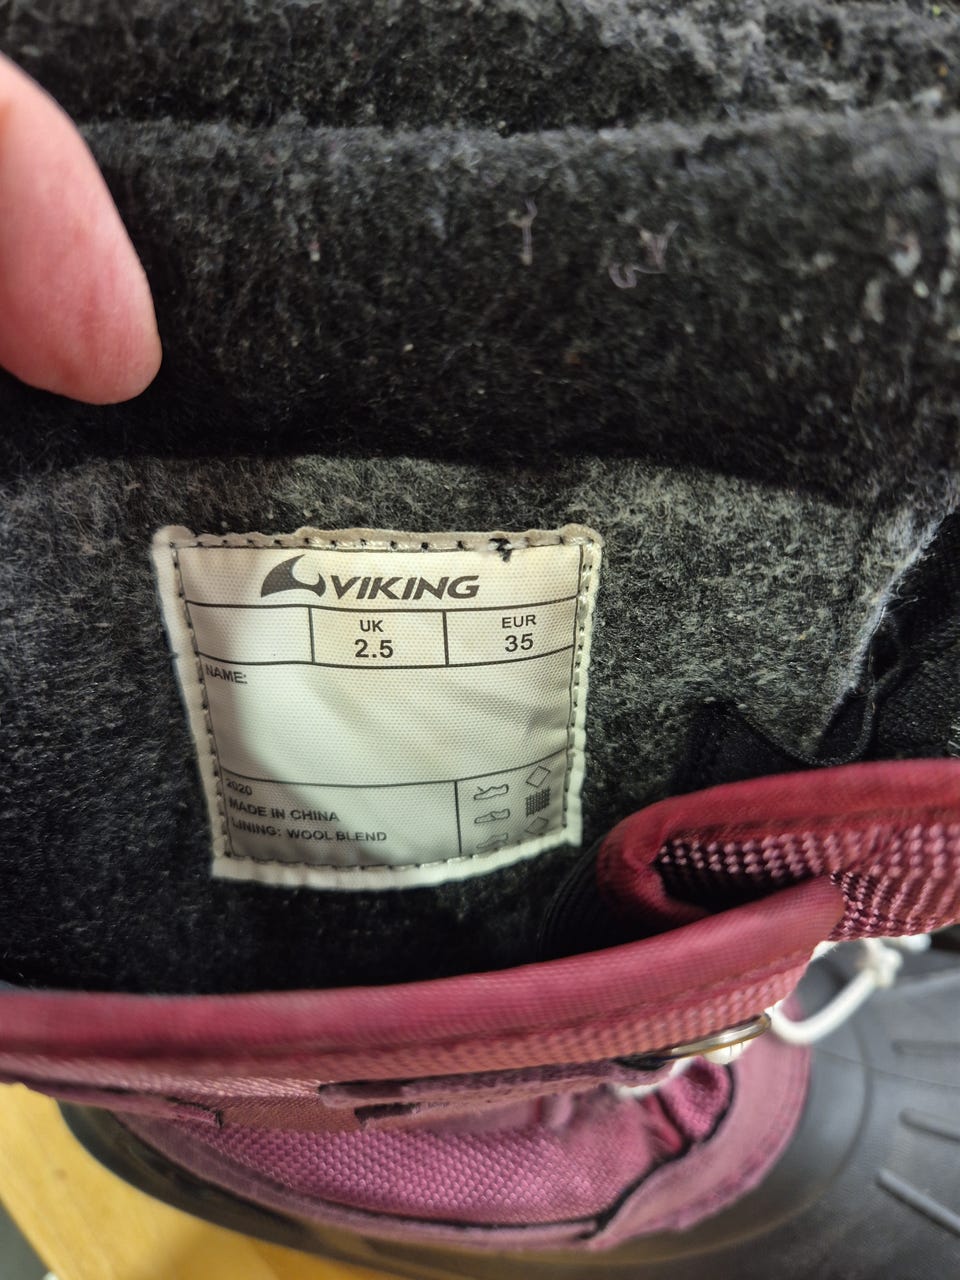 VIKING
UK EUR
2.5 35
NAME:
2020
MADE IN CHINA
LINING: WOOL BLEND